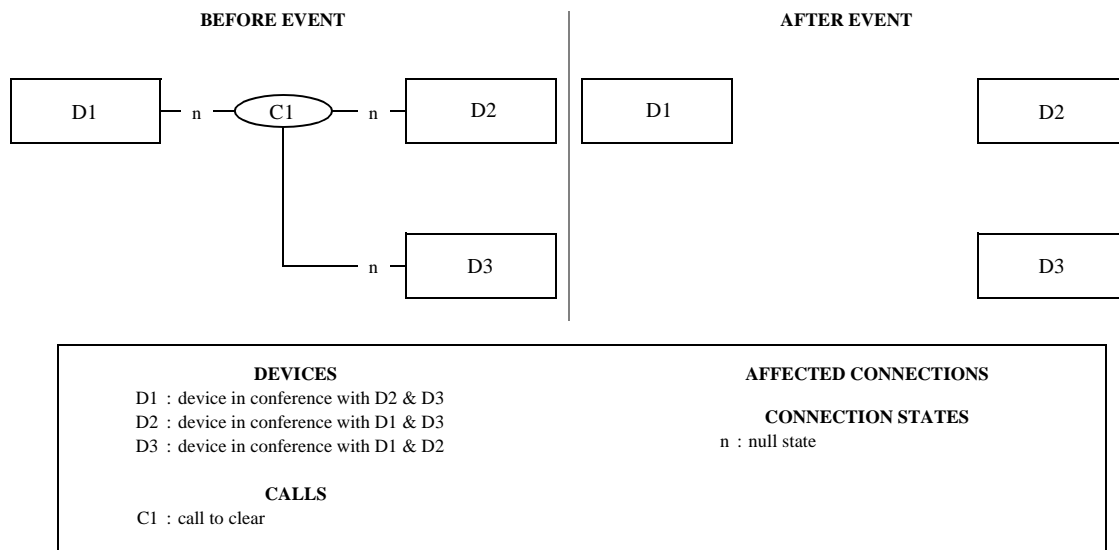 BEFORE EVENT
AFTER EVENT
D1 n C1 n D2
D1 D2
n D3
D3
DEVICES
D1 : device in conference with D2 & D3
D2 : device in conference with D1 & D3
D3 : device in conference with D1 & D2
CALLS
C1 : call to clear
AFFECTED CONNECTIONS
CONNECTION STATES
n : null state